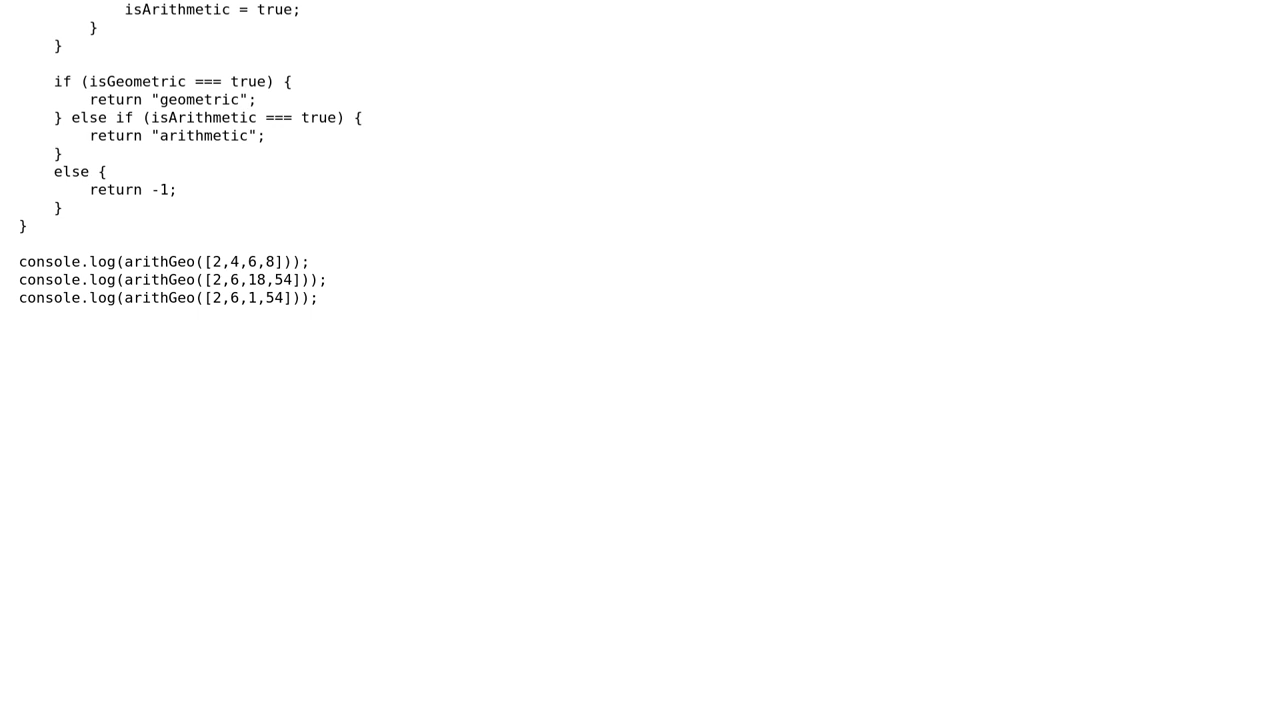 isArithmetic = true;
        }
    }

    if (isGeometric === true) {
        return "geometric";
    } else if (isArithmetic === true) {
        return "arithmetic";
    }
    else {
        return -1;
    }
}

console.log(arithGeo([2,4,6,8]));
console.log(arithGeo([2,6,18,54]));
console.log(arithGeo([2,6,1,54]));